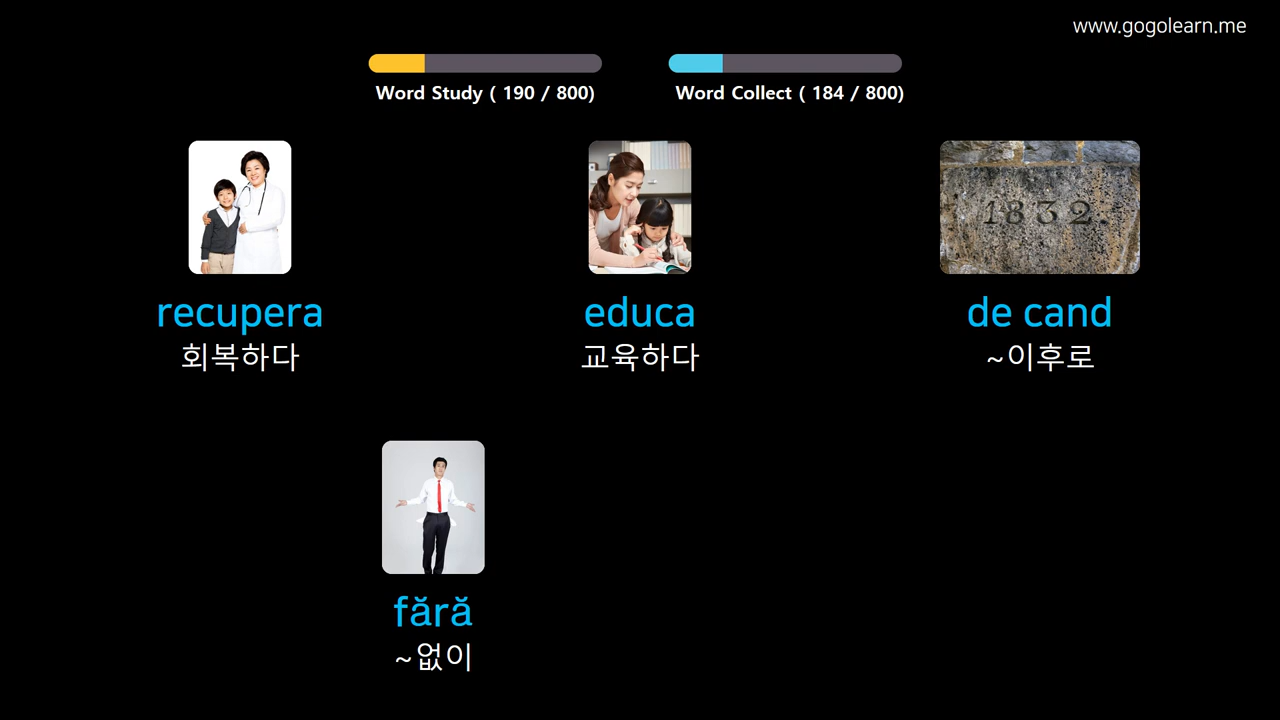 www.gogolearn.me
Word Study ( 190 / 800)
Word Collect ( 184 / 800)
1832.
recupera
회복하다
educa
교육하다
de cand
~이후로
fără
~없이